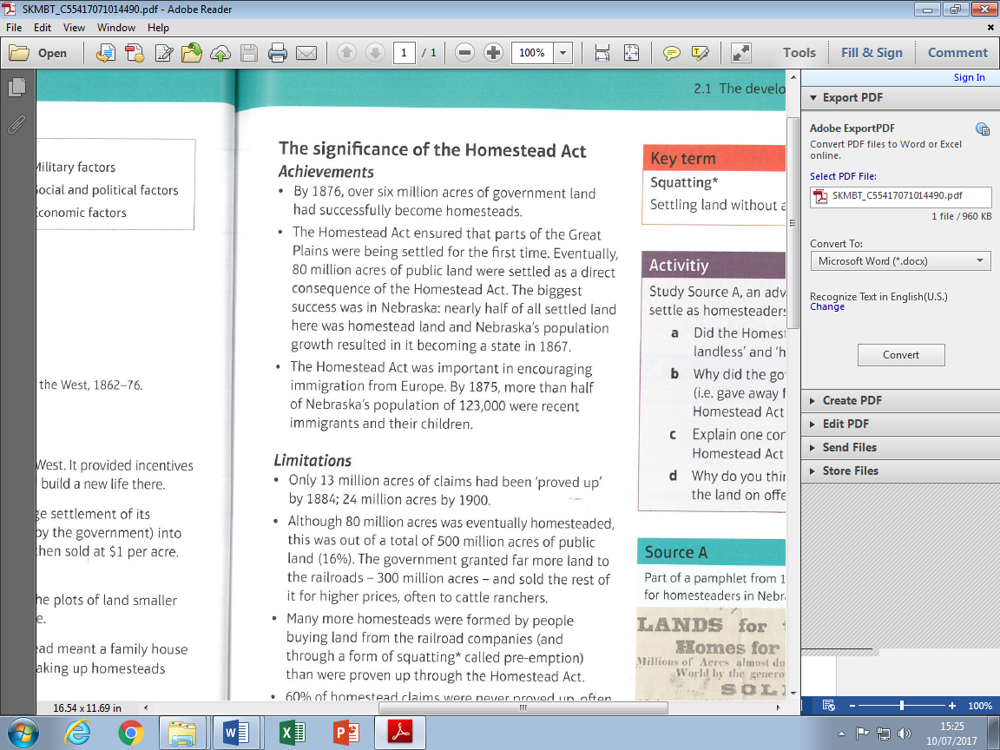 SKMBT_C55417071014490.pdf - Adobe Reader
File Edit View Window Help
Open 1 / 1 100% Tools Fill & Sign Comment
Sign In
2.1 The develo
Military factors
Social and political factors
Economic factors
the West, 1862–76.
West. It provided incentives
build a new life there.
ge settlement of its
by the government) into
then sold at $1 per acre.
he plots of land smaller
e.
ead meant a family house
aking up homesteads
The significance of the Homestead Act
Achievements
• By 1876, over six million acres of government land
had successfully become homesteads.
• The Homestead Act ensured that parts of the Great
Plains were being settled for the first time. Eventually,
80 million acres of public land were settled as a direct
consequence of the Homestead Act. The biggest
success was in Nebraska: nearly half of all settled land
here was homestead land and Nebraska's population
growth resulted in it becoming a state in 1867.
• The Homestead Act was important in encouraging
immigration from Europe. By 1875, more than half
of Nebraska's population of 123,000 were recent
immigrants and their children.
Limitations
• Only 13 million acres of claims had been 'proved up'
by 1884; 24 million acres by 1900.
• Although 80 million acres was eventually homesteaded,
this was out of a total of 500 million acres of public
land (16%). The government granted far more land to
the railroads – 300 million acres – and sold the rest of
it for higher prices, often to cattle ranchers.
• Many more homesteads were formed by people
buying land from the railroad companies (and
through a form of squatting* called pre-emption)
than were proven up through the Homestead Act.
• 60% of homestead claims were never proved up, often
Key term
Squatting*
Settling land without a
Activitiy
Study Source A, an adv
settle as homesteaders
a Did the Homes
landless' and 'h
b Why did the go
(i.e. gave away f
Homestead Act
c Explain one con
Homestead Act
d Why do you thin
the land on offe
Source A
Part of a pamphlet from 1
for homesteaders in Nebr
LANDS for
Homes for
Millions of Acres almost do
World by the genero
SOL
Export PDF
Adobe ExportPDF
Convert PDF files to Word or Excel
online.
Select PDF File:
SKMBT_C55417071014490.pdf
1 file / 960 KB
Convert To:
Microsoft Word (*.docx)
Recognize Text in English(U.S.)
Change
Convert
Create PDF
Edit PDF
Send Files
Store Files
16.54 x 11.69 in
100%
15:25
10/07/2017